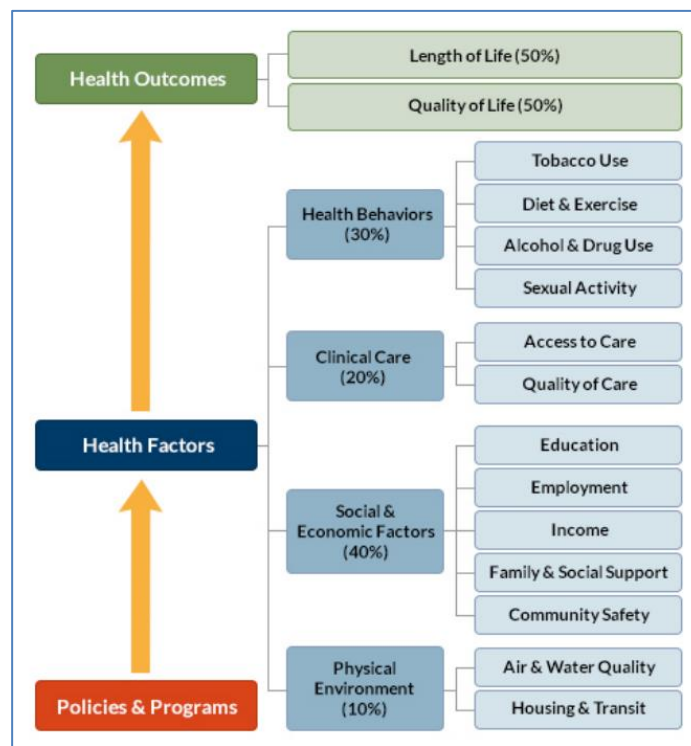 Health Outcomes
Length of Life (50%)
Quality of Life (50%)
Health Factors
Health Behaviors
(30%)
Tobacco Use
Diet & Exercise
Alcohol & Drug Use
Sexual Activity
Clinical Care
(20%)
Access to Care
Quality of Care
Social &
Economic Factors
(40%)
Education
Employment
Income
Family & Social Support
Community Safety
Physical
Environment
(10%)
Air & Water Quality
Housing & Transit
Policies & Programs